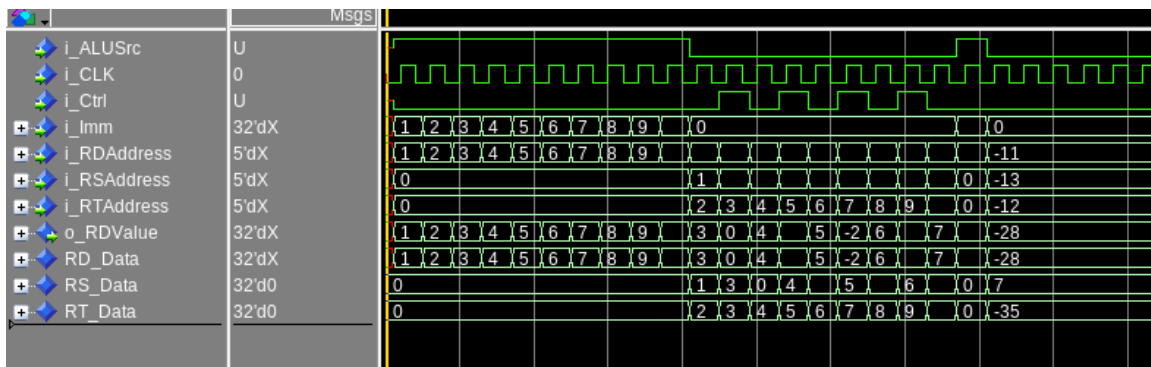 Msgs
i_ALUSrc U
i_CLK 0
i_Ctrl U
i_Imm 32'dX 1 2 3 4 5 6 7 8 9 0 0
i_RDAddress 5'dX 1 2 3 4 5 6 7 8 9 -11
i_RSAddress 5'dX 0 1 0 -13
i_RTAddress 5'dX 0 2 3 4 5 6 7 8 9 0 -12
o_RDValue 32'dX 1 2 3 4 5 6 7 8 9 3 0 4 5 -2 6 7 -28
RD_Data 32'dX 1 2 3 4 5 6 7 8 9 3 0 4 5 -2 6 7 -28
RS_Data 32'd0 0 1 3 0 4 5 6 0 7
RT_Data 32'd0 0 2 3 4 5 6 7 8 9 0 -35